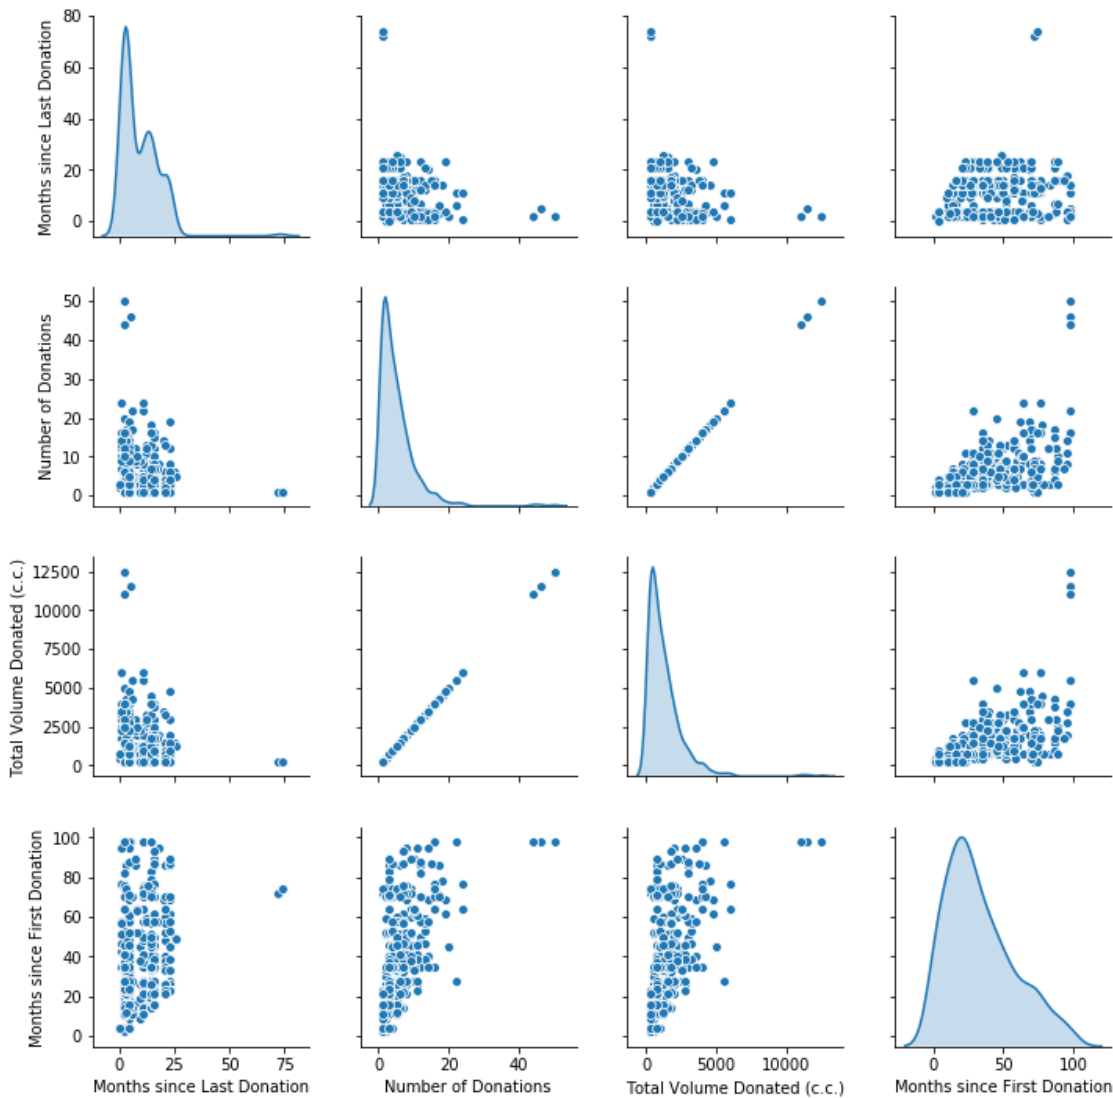 Months since Last Donation
80
60
40
20
0
Number of Donations
50
40
30
20
10
0
Total Volume Donated (c.c.)
12500
10000
7500
5000
2500
0
Months since First Donation
100
80
60
40
20
0
0 25 50 75
Months since Last Donation
0 20 40
Number of Donations
0 5000 10000
Total Volume Donated (c.c.)
0 50 100
Months since First Donation